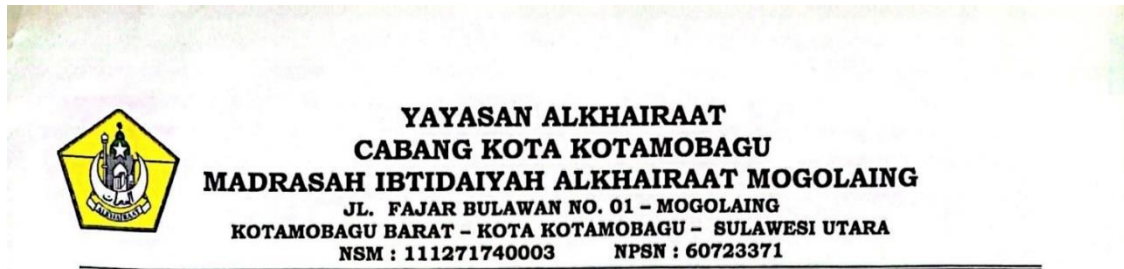 YAYASAN ALKHAIRAAT
CABANG KOTA KOTAMOBAGU
MADRASAH IBTIDAIYAH ALKHAIRAAT MOGOLAING
JL. FAJAR BULAWAN NO. 01 – MOGOLAING
KOTAMOBAGU BARAT – KOTA KOTAMOBAGU – SULAWESI UTARA
NSM : 111271740003 NPSN : 60723371
ALKHAIRAAT